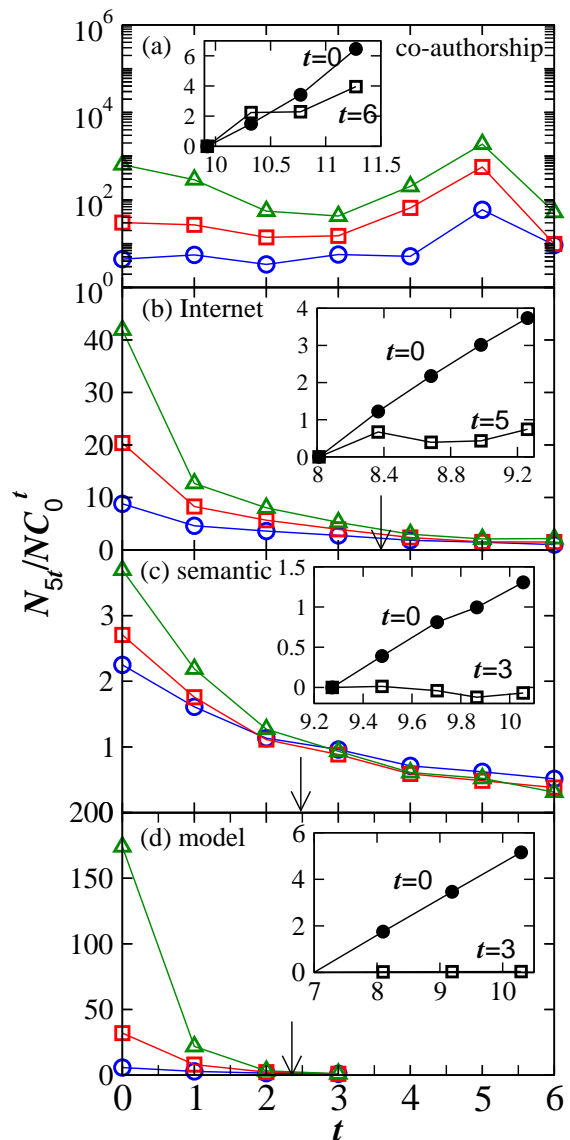 (a) co-authorship
10^6
10^4
10^2
10^0
6
4
2
0
t=0
t=6
10 10.5 11 11.5
(b) Internet
40
30
20
10
0
4
3
2
1
0
t=0
t=5
8 8.4 8.8 9.2
N_{5t}/NC_0^t
(c) semantic
3
2
1
1.5
1
0.5
0
t=0
t=3
9.2 9.4 9.6 9.8 10
(d) model
200
150
100
50
0
6
4
2
0
t=0
t=3
7 8 9 10
0 1 2 3 4 5 6
t